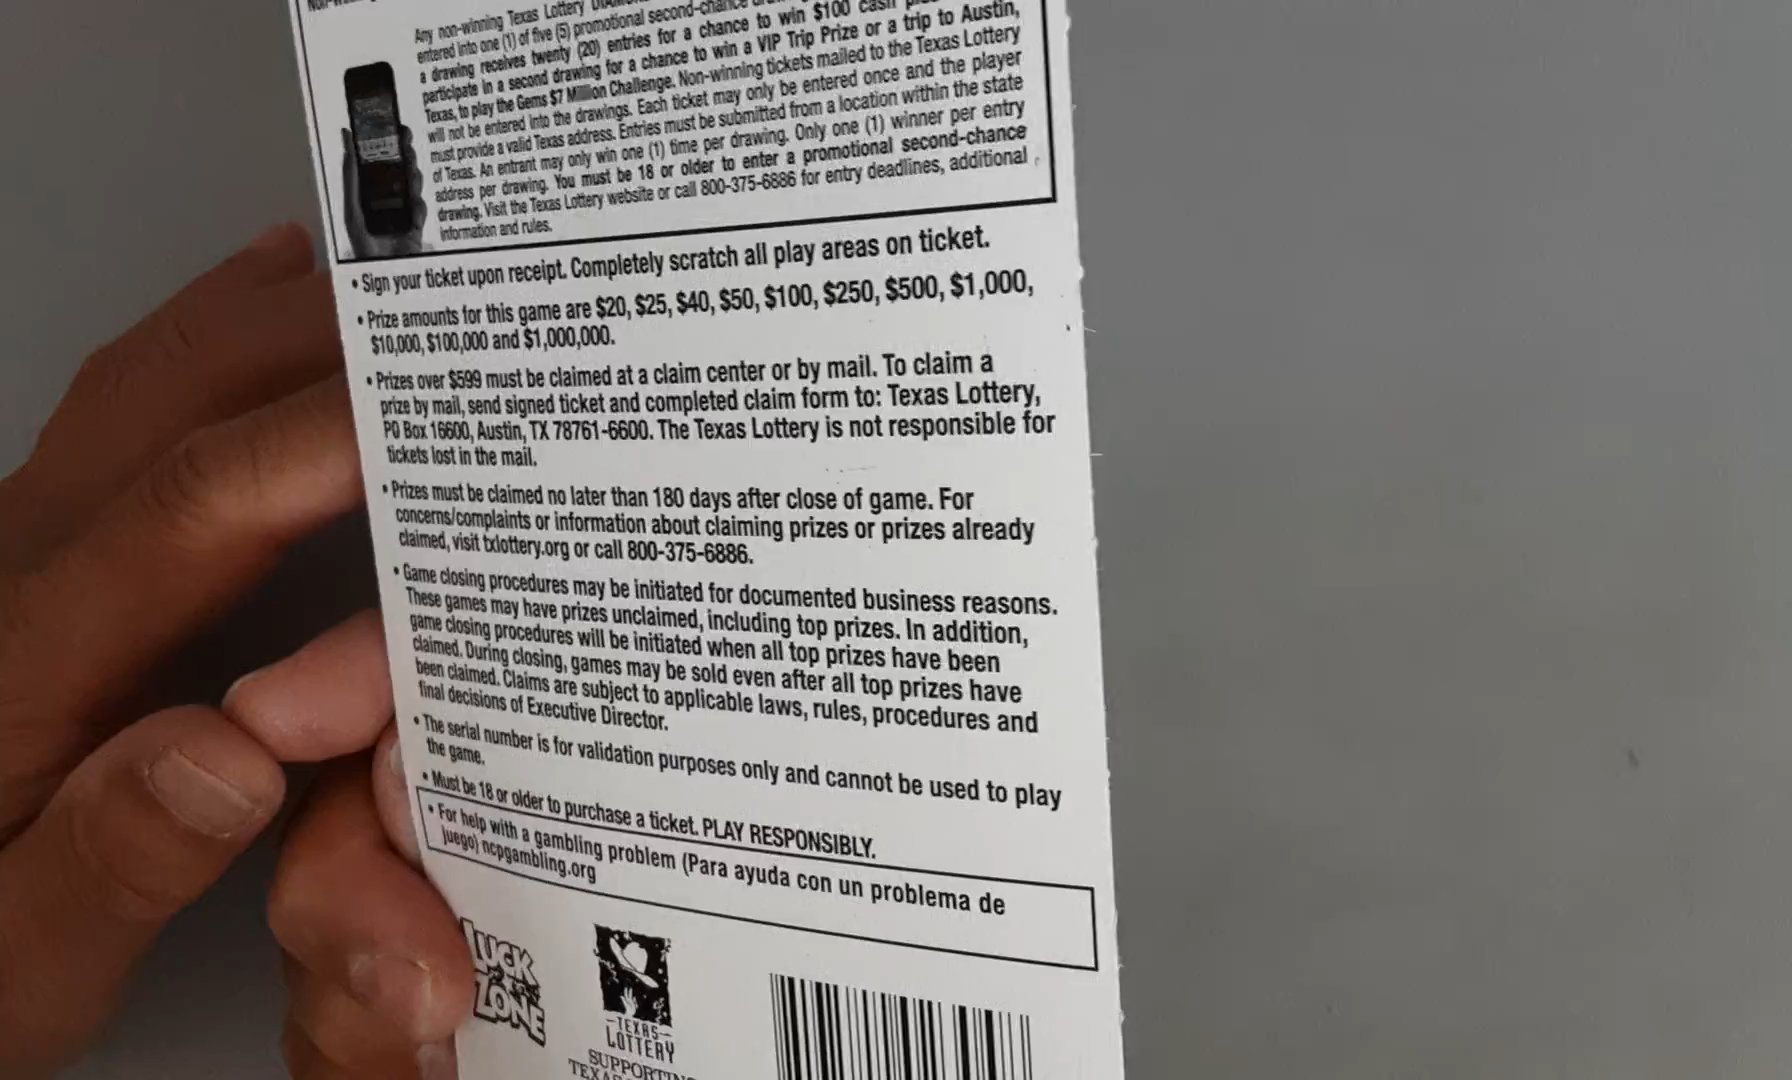 Any non-winning Texas Lottery
entered into one (1) of five (5) promotional second-chance
a drawing receives twenty (20) entries for a chance to win $100 cash
participate in a second drawing for a chance to win a VIP Trip Prize or a trip to Austin,
Texas, to play the Gems $7 Million Challenge. Non-winning tickets mailed to the Texas Lottery
will not be entered into the drawings. Each ticket may only be entered once and the player
must provide a valid Texas address. Entries must be submitted from a location within the state
of Texas. An entrant may only win one (1) time per drawing. Only one (1) winner per entry
address per drawing. You must be 18 or older to enter a promotional second-chance
drawing. Visit the Texas Lottery website or call 800-375-6886 for entry deadlines, additional
information and rules.
• Sign your ticket upon receipt. Completely scratch all play areas on ticket.
• Prize amounts for this game are $20, $25, $40, $50, $100, $250, $500, $1,000,
$10,000, $100,000 and $1,000,000.
• Prizes over $599 must be claimed at a claim center or by mail. To claim a
prize by mail, send signed ticket and completed claim form to: Texas Lottery,
PO Box 16600, Austin, TX 78761-6600. The Texas Lottery is not responsible for
tickets lost in the mail.
• Prizes must be claimed no later than 180 days after close of game. For
concerns/complaints or information about claiming prizes or prizes already
claimed, visit txlottery.org or call 800-375-6886.
• Game closing procedures may be initiated for documented business reasons.
These games may have prizes unclaimed, including top prizes. In addition,
game closing procedures will be initiated when all top prizes have been
claimed. During closing, games may be sold even after all top prizes have
been claimed. Claims are subject to applicable laws, rules, procedures and
final decisions of Executive Director.
• The serial number is for validation purposes only and cannot be used to play
the game.
• Must be 18 or older to purchase a ticket. PLAY RESPONSIBLY.
• For help with a gambling problem (Para ayuda con un problema de
juego) ncpgambling.org
LUCK
ZONE
TEXAS
LOTTERY
SUPPORTIN